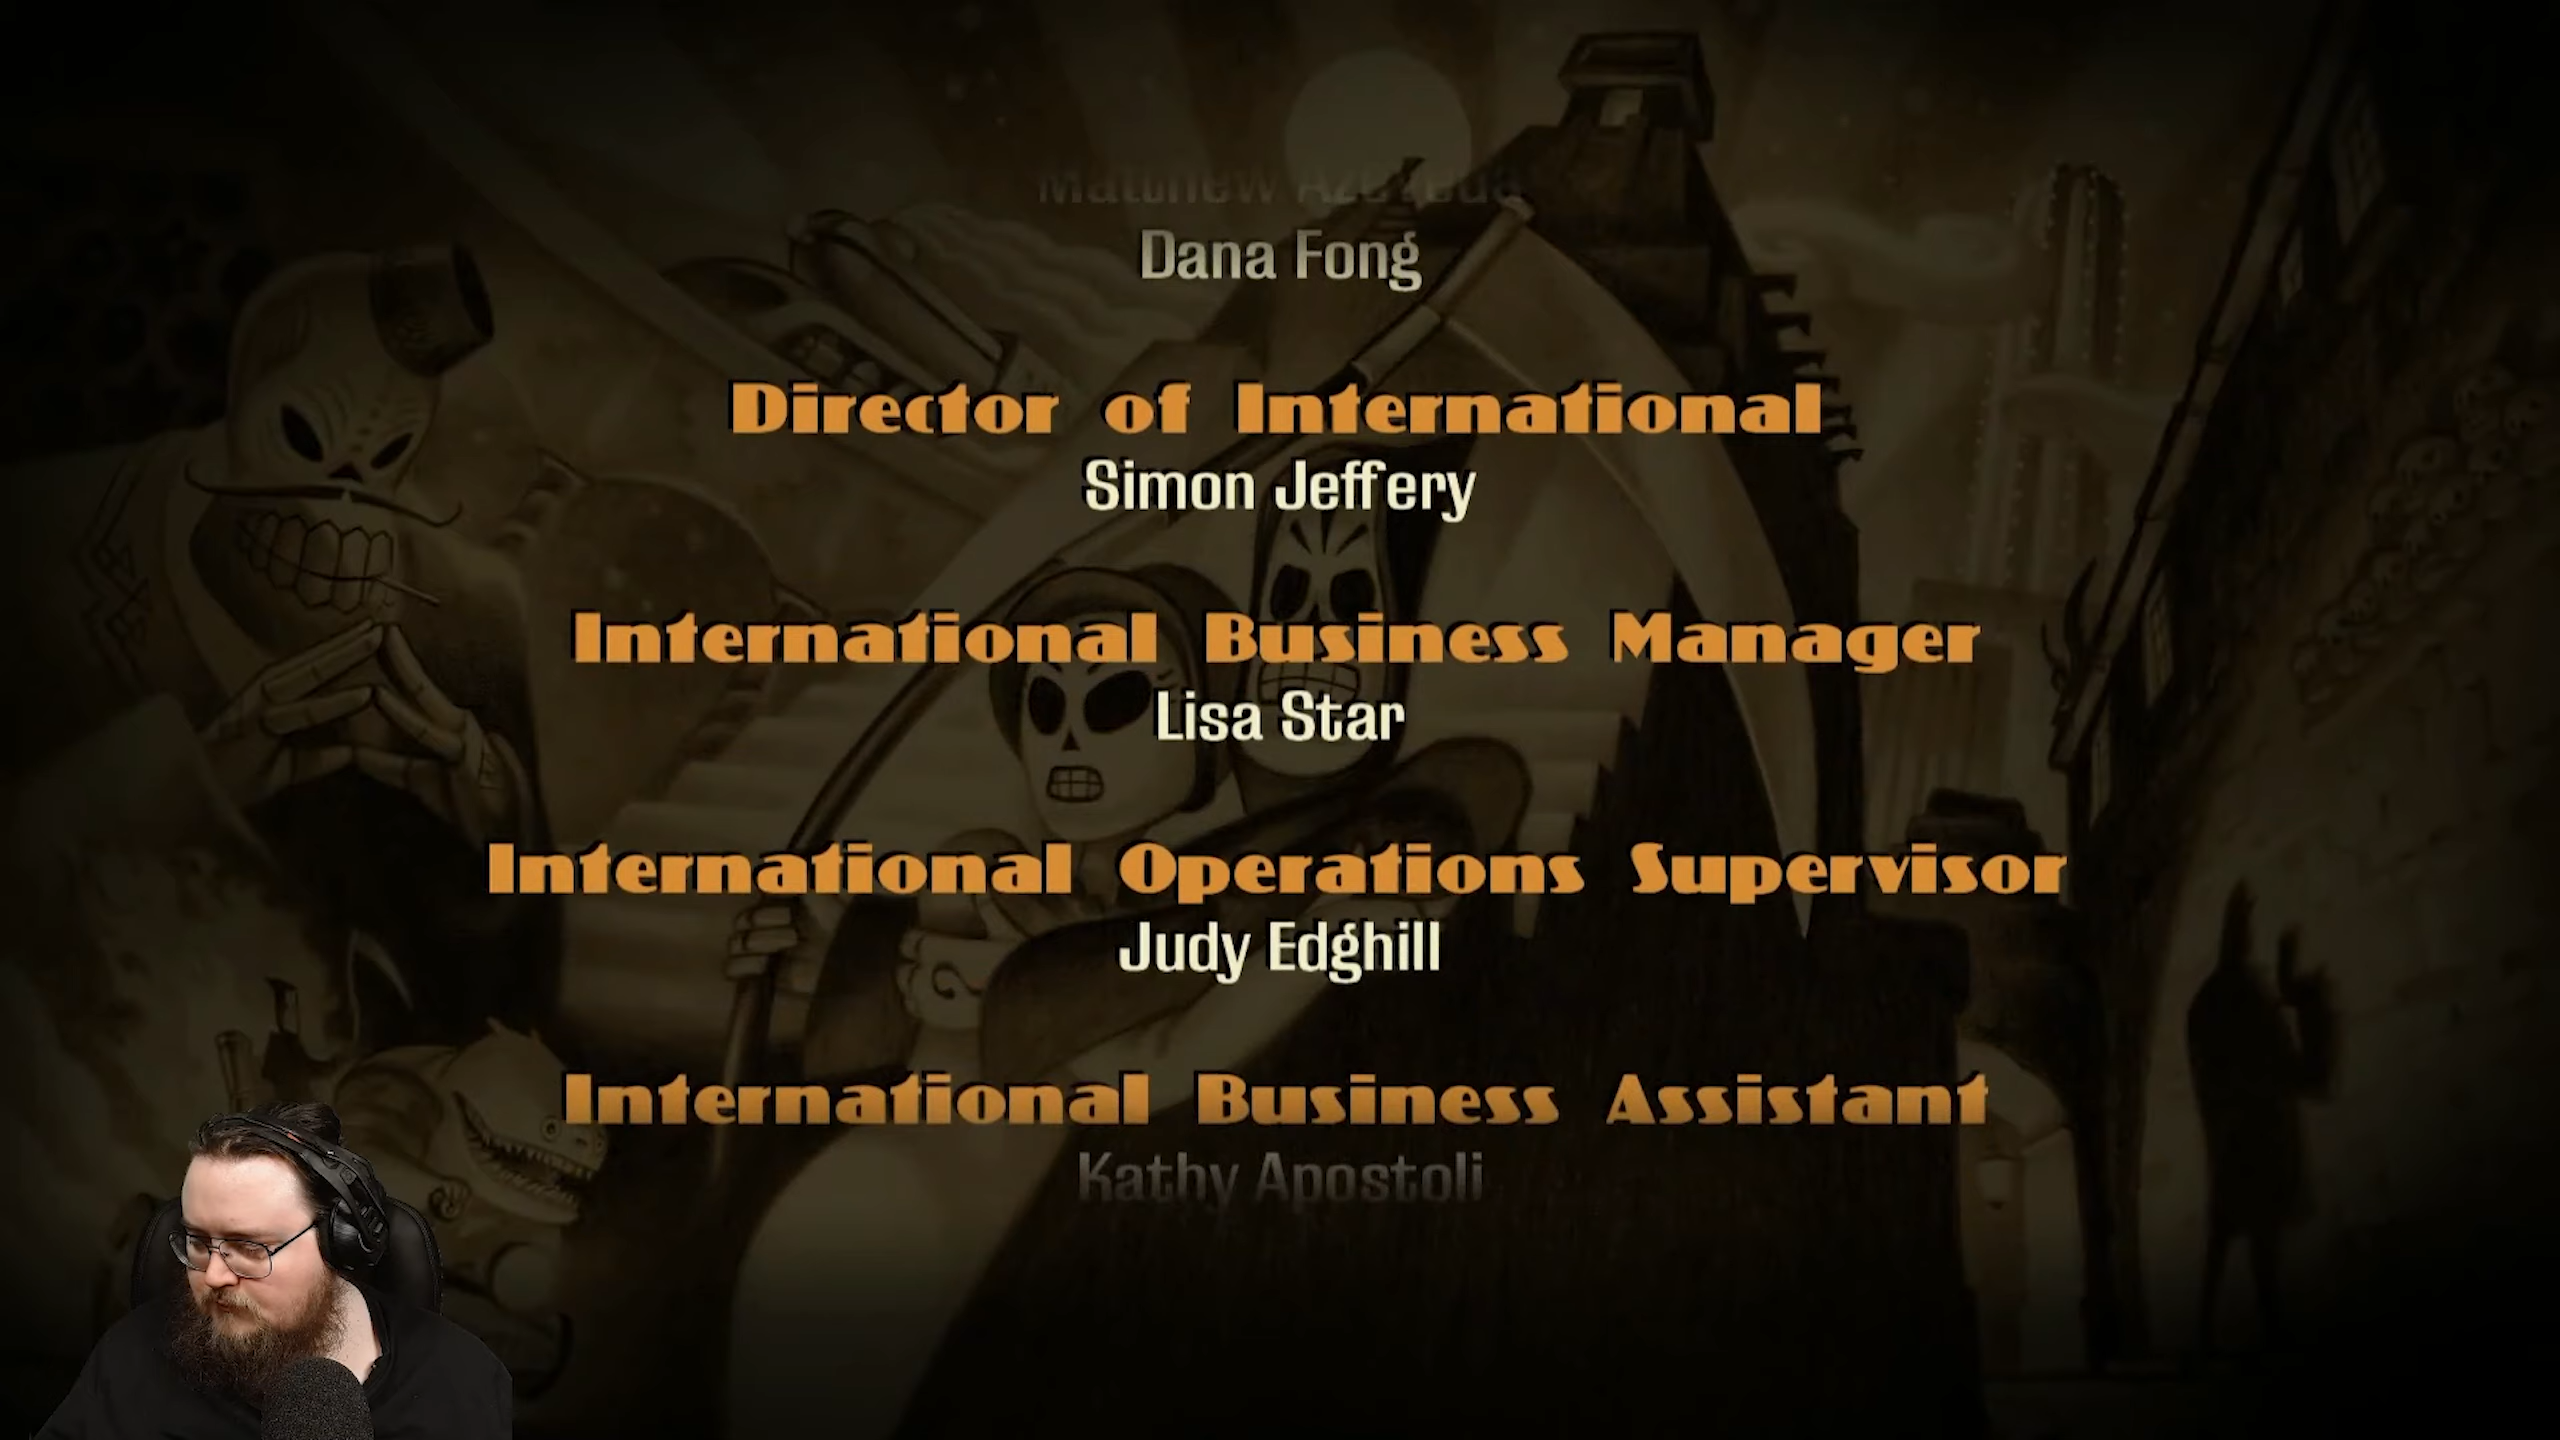 Matthew
Dana Fong
Director of International
Simon Jeffery
International Business Manager
Lisa Star
International Operations Supervisor
Judy Edghill
International Business Assistant
Kathy Apostoli